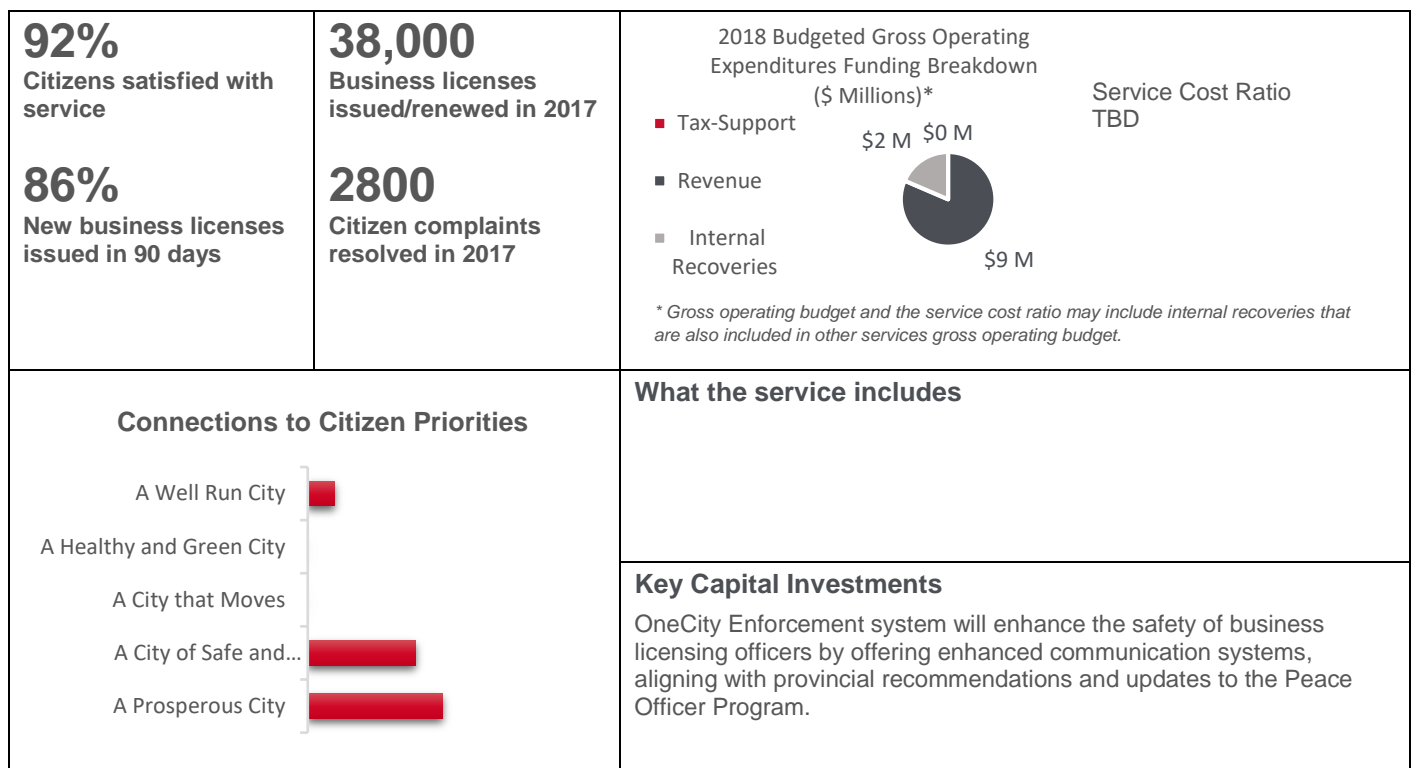 92%
Citizens satisfied with
service
86%
New business licenses
issued in 90 days
38,000
Business licenses
issued/renewed in 2017
2800
Citizen complaints
resolved in 2017
2018 Budgeted Gross Operating
Expenditures Funding Breakdown
($ Millions)*
Tax-Support
Revenue
Internal
Recoveries
$2 M $0 M
$9 M
Service Cost Ratio
TBD
* Gross operating budget and the service cost ratio may include internal recoveries that
are also included in other services gross operating budget.
Connections to Citizen Priorities
A Well Run City
A Healthy and Green City
A City that Moves
A City of Safe and...
A Prosperous City
What the service includes
Key Capital Investments
OneCity Enforcement system will enhance the safety of business
licensing officers by offering enhanced communication systems,
aligning with provincial recommendations and updates to the Peace
Officer Program.